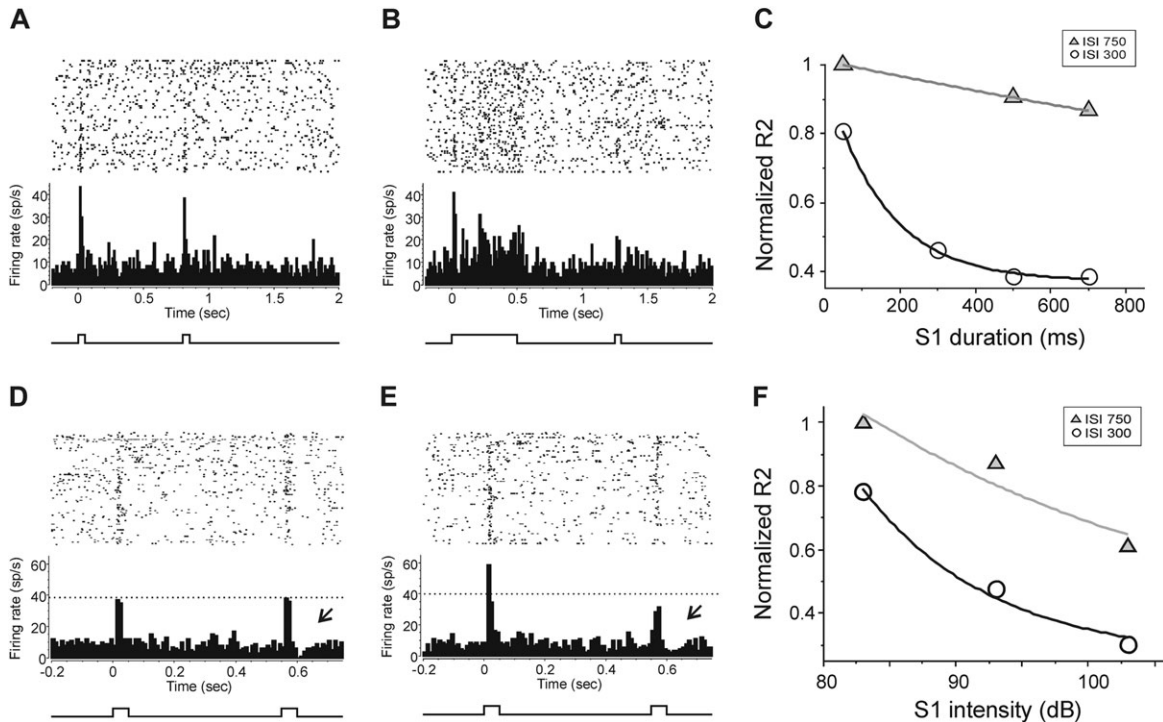 A
Firing rate (sp/s)
40
30
20
10
0
0 0.5 1 1.5 2
Time (sec)
B
Firing rate (sp/s)
40
30
20
10
0
0 0.5 1 1.5 2
Time (sec)
C
ISI 750
ISI 300
Normalized R2
1
0.8
0.6
0.4
0 200 400 600 800
S1 duration (ms)
D
Firing rate (sp/s)
60
40
20
0
-0.2 0 0.2 0.4 0.6
Time (sec)
E
Firing rate (sp/s)
60
40
20
0
-0.2 0 0.2 0.4 0.6
Time (sec)
F
ISI 750
ISI 300
Normalized R2
1
0.8
0.6
0.4
80 90 100
S1 intensity (dB)